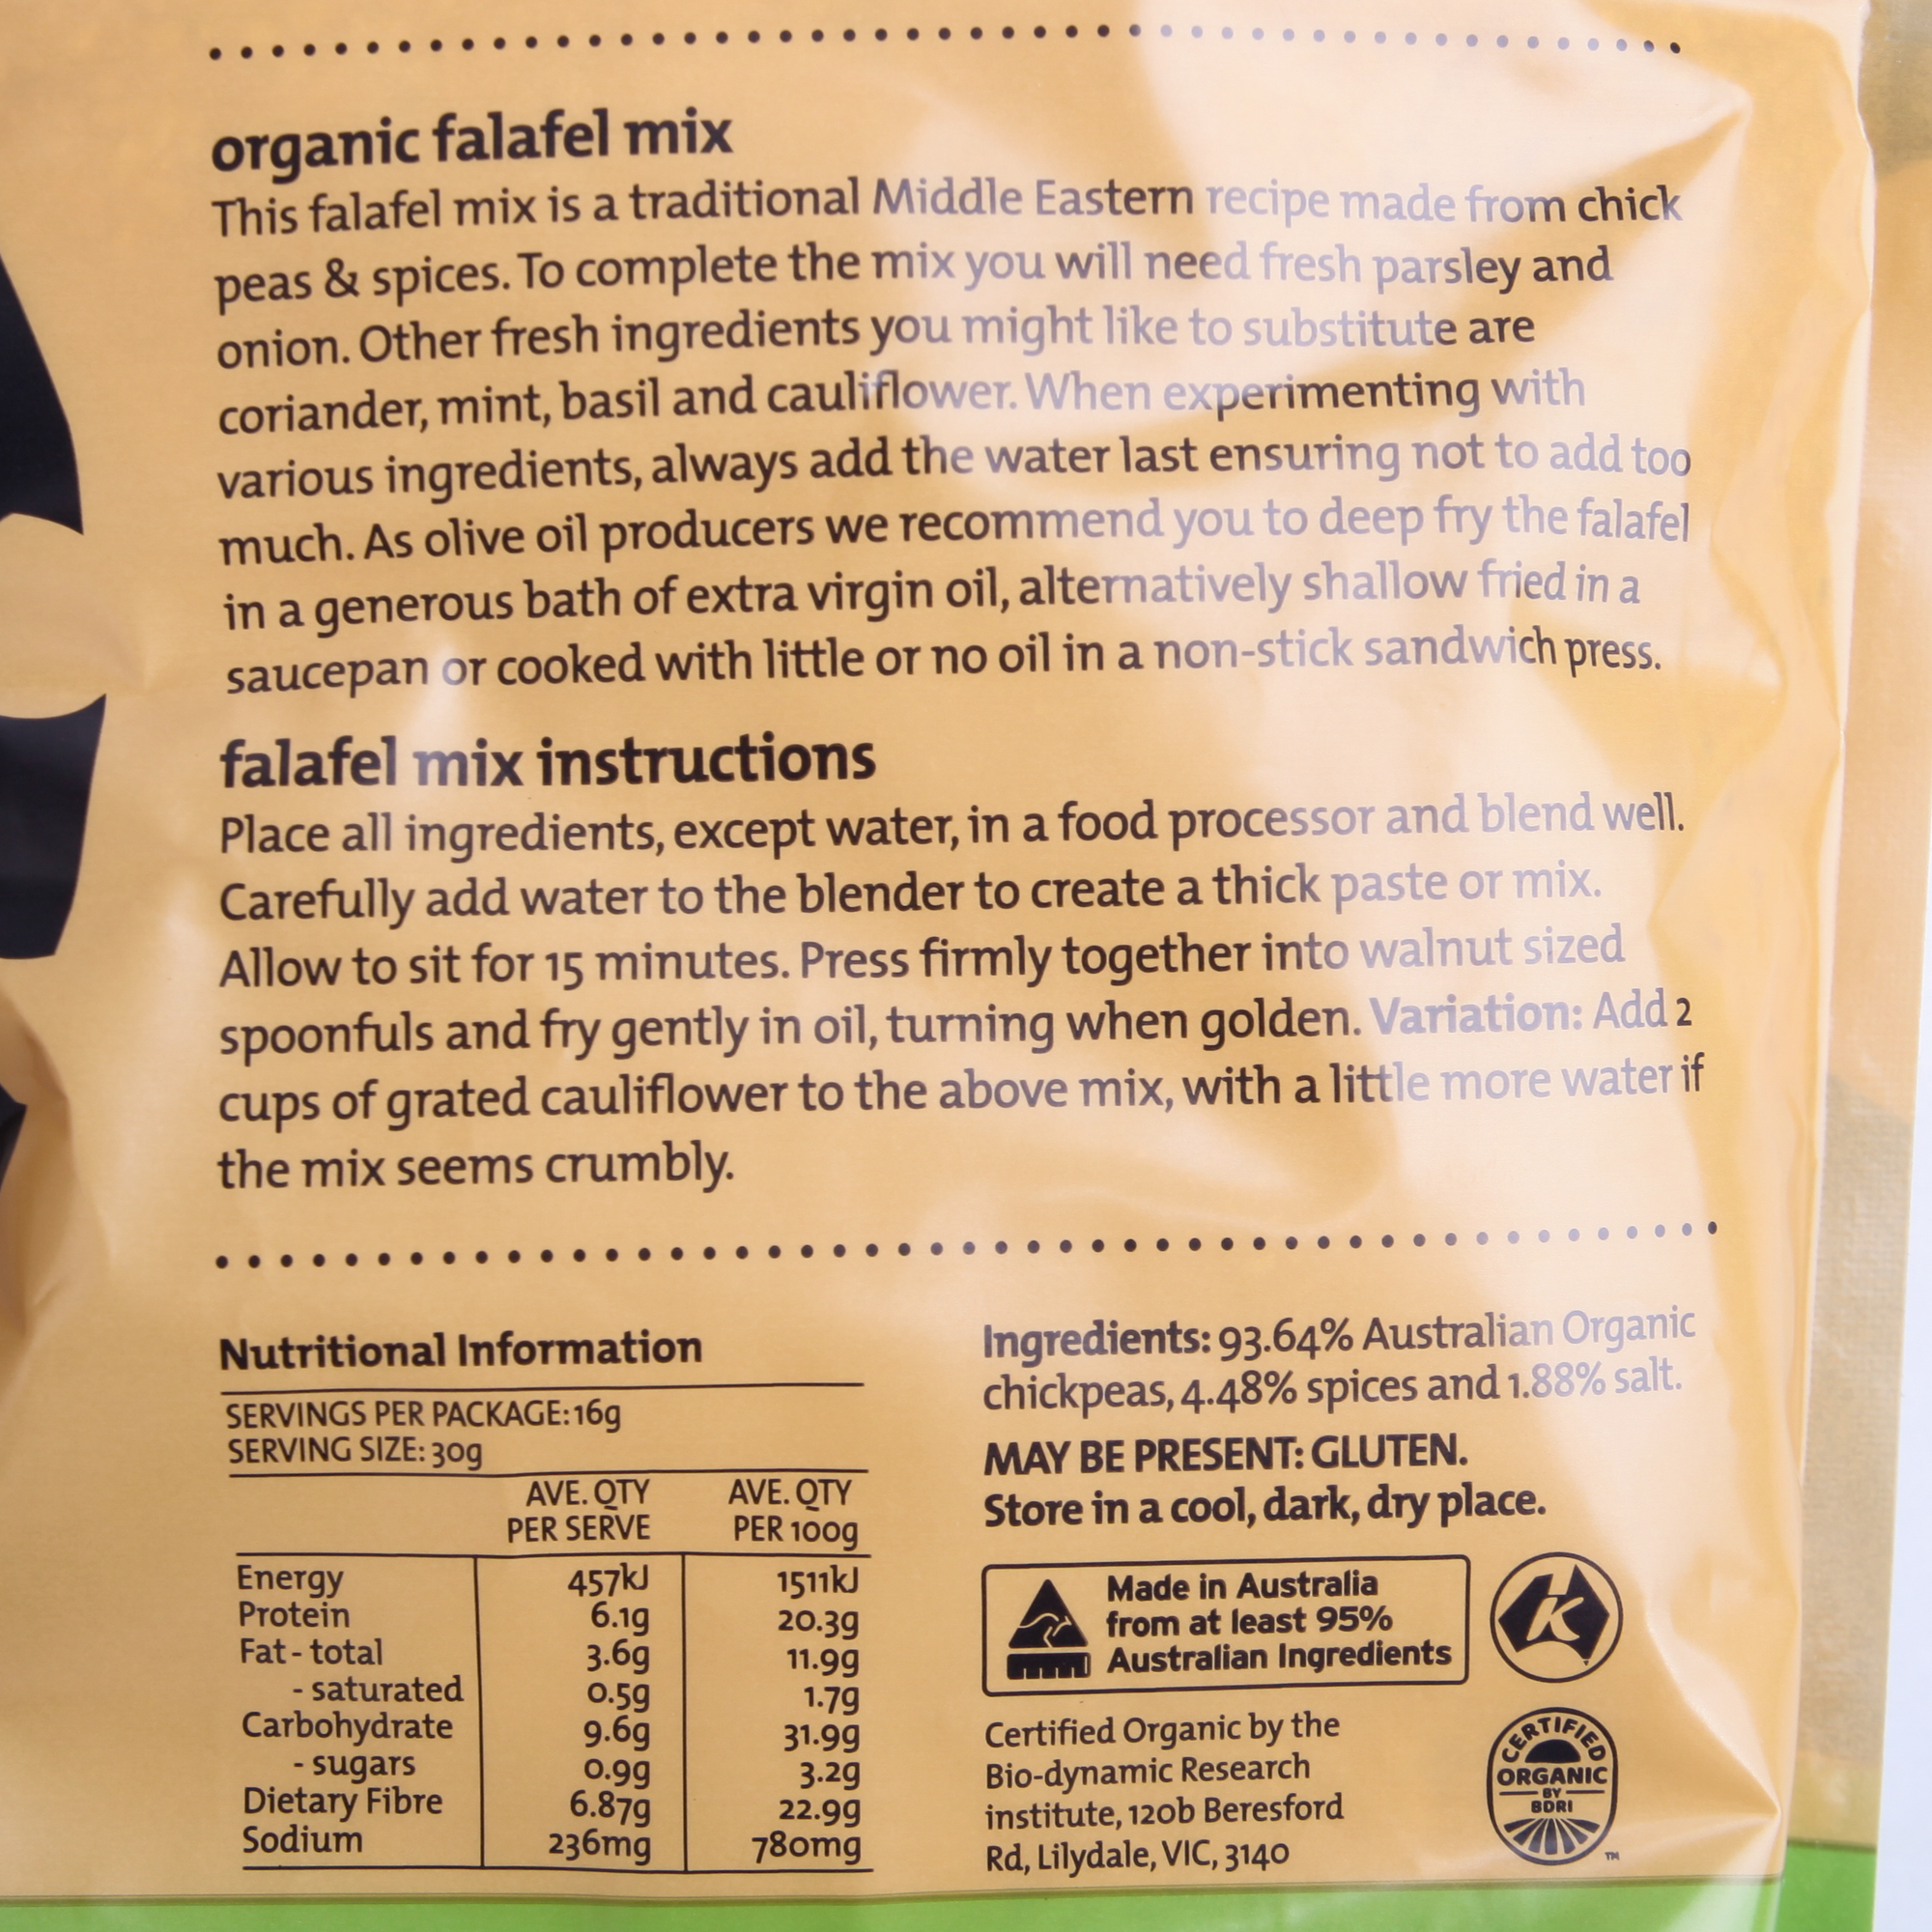 organic falafel mix
This falafel mix is a traditional Middle Eastern recipe made from chick
peas & spices. To complete the mix you will need fresh parsley and
onion. Other fresh ingredients you might like to substitute are
coriander, mint, basil and cauliflower. When experimenting with
various ingredients, always add the water last ensuring not to add too
much. As olive oil producers we recommend you to deep fry the falafel
in a generous bath of extra virgin oil, alternatively shallow fried in a
saucepan or cooked with little or no oil in a non-stick sandwich press.
falafel mix instructions
Place all ingredients, except water, in a food processor and blend well.
Carefully add water to the blender to create a thick paste or mix.
Allow to sit for 15 minutes. Press firmly together into walnut sized
spoonfuls and fry gently in oil, turning when golden. Variation: Add 2
cups of grated cauliflower to the above mix, with a little more water if
the mix seems crumbly.
Nutritional Information
SERVINGS PER PACKAGE: 16g
SERVING SIZE: 30g
AVE. QTY PER SERVE AVE. QTY PER 100g
Energy 457kJ 1511kJ
Protein 6.1g 20.3g
Fat - total 3.6g 11.9g
- saturated 0.5g 1.7g
Carbohydrate 9.6g 31.9g
- sugars 0.9g 3.2g
Dietary Fibre 6.87g 22.9g
Sodium 236mg 780mg
Ingredients: 93.64% Australian Organic
chickpeas, 4.48% spices and 1.88% salt.
MAY BE PRESENT: GLUTEN.
Store in a cool, dark, dry place.
Made in Australia
from at least 95%
Australian Ingredients
K
Certified Organic by the
Bio-dynamic Research
institute, 120b Beresford
Rd, Lilydale, VIC, 3140
CERTIFIED
ORGANIC
BY
BDRI
TM